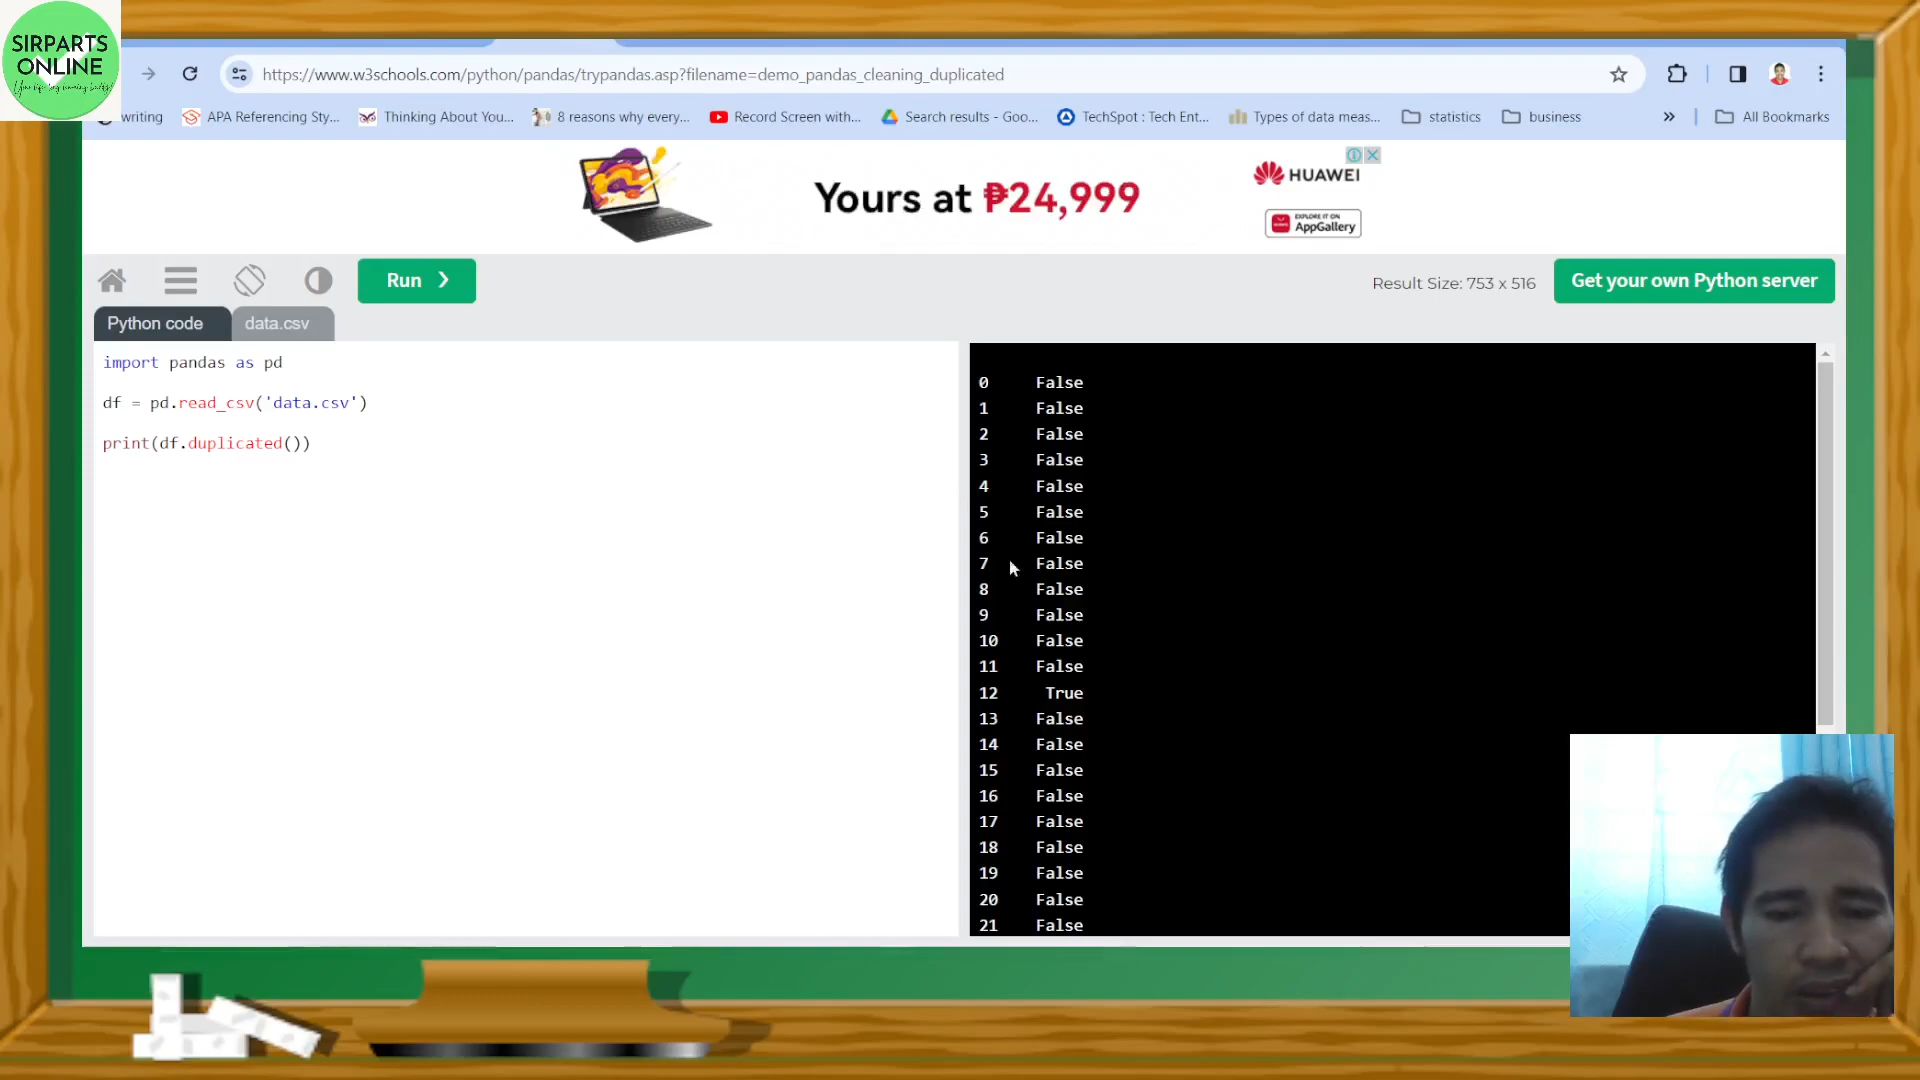 SIRPARTS
ONLINE
https://www.w3schools.com/python/pandas/trypandas.asp?filename=demo_pandas_cleaning_duplicated
writing
APA Referencing Sty...
Thinking About You...
8 reasons why every...
Record Screen with...
Search results - Goo...
TechSpot : Tech Ent...
Types of data meas...
statistics
business
»
All Bookmarks
Yours at ₱24,999
HUAWEI
EXPLORE IT ON
AppGallery
Run ❯
Result Size: 753 x 516
Get your own Python server
Python code
data.csv
import pandas as pd
df = pd.read_csv('data.csv')
print(df.duplicated())
0 False
1 False
2 False
3 False
4 False
5 False
6 False
7 False
8 False
9 False
10 False
11 False
12 True
13 False
14 False
15 False
16 False
17 False
18 False
19 False
20 False
21 False